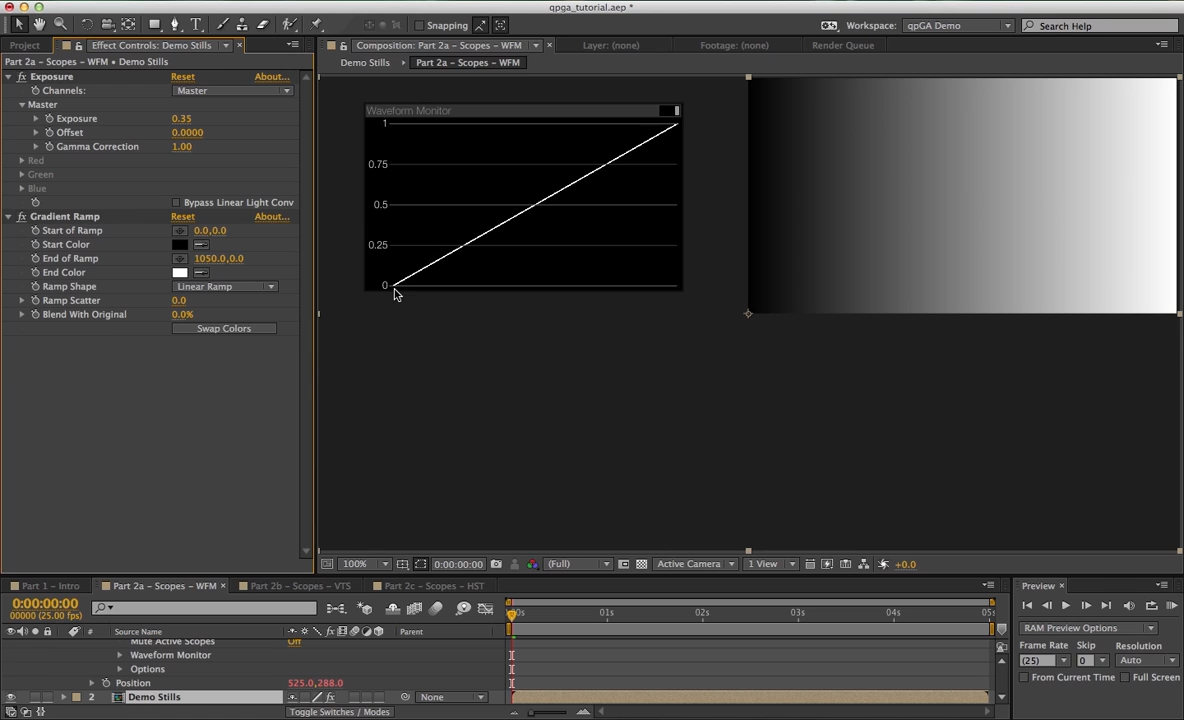 qpga_tutorial.aep *
Snapping
Workspace: qpGA Demo
Search Help
Project
Effect Controls: Demo Stills
Composition: Part 2a – Scopes – WFM
Layer: (none)
Footage: (none)
Render Queue
Part 2a – Scopes – WFM • Demo Stills
Demo Stills
Part 2a – Scopes – WFM
Exposure Reset About...
Channels: Master
Master
Exposure 0.35
Offset 0.0000
Gamma Correction 1.00
Red
Green
Blue
Bypass Linear Light Conv
Gradient Ramp Reset About...
Start of Ramp 0.0,0.0
Start Color
End of Ramp 1050.0,0.0
End Color
Ramp Shape Linear Ramp
Ramp Scatter 0.0
Blend With Original 0.0%
Swap Colors
Waveform Monitor
1
0.75
0.5
0.25
0
100%
0:00:00:00
(Full)
Active Camera
1 View
+0.0
Part 1 – Intro
Part 2a – Scopes – WFM
Part 2b – Scopes – VTS
Part 2c – Scopes – HST
0:00:00:00
00000 (25.00 fps)
0s 01s 02s 03s 04s 05s
# Source Name Parent
Mute Active Scopes Off
Waveform Monitor
Options
Position 525.0,288.0
2 Demo Stills None
Toggle Switches / Modes
Preview
RAM Preview Options
Frame Rate Skip Resolution
(25) 0 Auto
From Current Time Full Screen